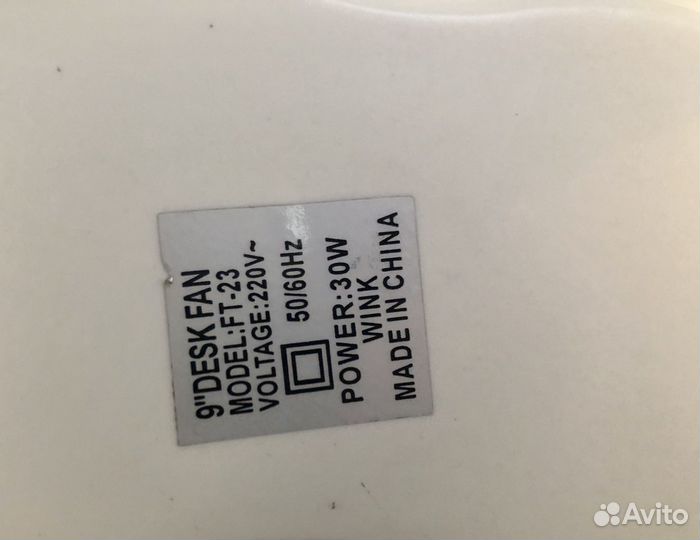 9"DESK FAN
MODEL:FT-23
VOLTAGE:220V~
50/60Hz
POWER:30W
WINK
MADE IN CHINA
Avito